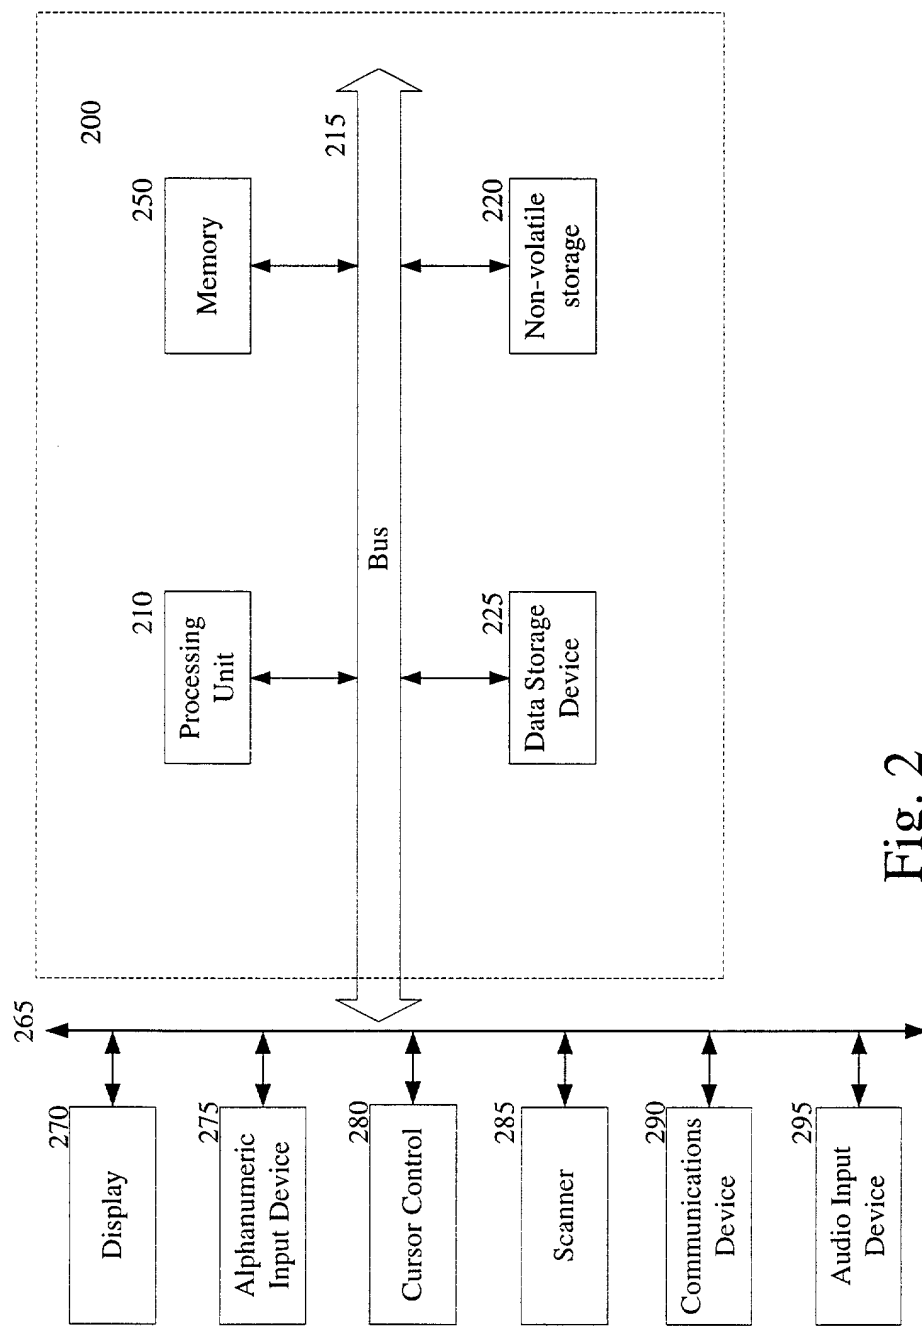 200
Memory
250
Processing
Unit
210
215
Bus
Non-volatile
storage
220
Data Storage
Device
225
265
Display
270
Alphanumeric
Input Device
275
Cursor Control
280
Scanner
285
Communications
Device
290
Audio Input
Device
295
Fig. 2